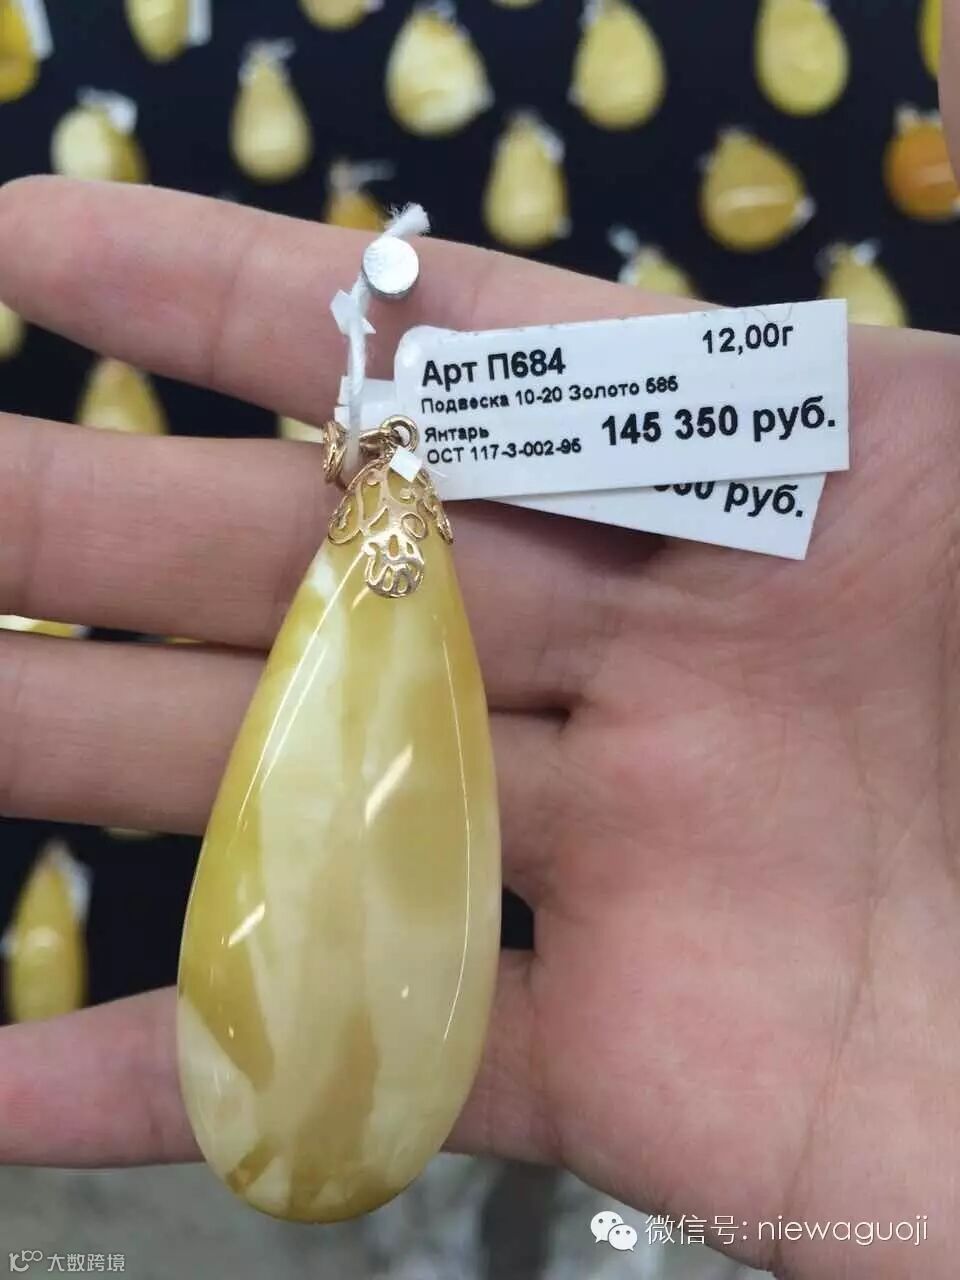 12,00г
Арт П684
Подвеска 10-20 Золото 585
Янтарь
145 350 руб.
ОСТ 117-3-002-95
руб.
微信号: niewaguoji
大数跨境